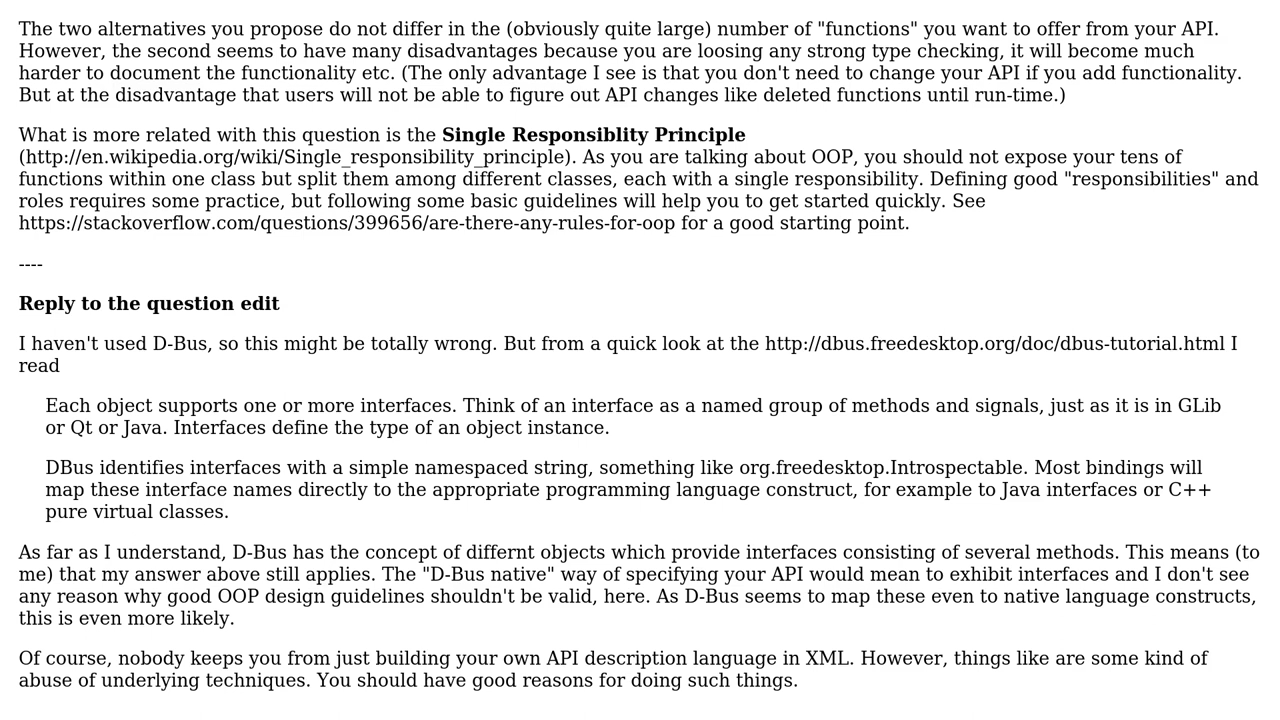 The two alternatives you propose do not differ in the (obviously quite large) number of "functions" you want to offer from your API.
However, the second seems to have many disadvantages because you are loosing any strong type checking, it will become much
harder to document the functionality etc. (The only advantage I see is that you don't need to change your API if you add functionality.
But at the disadvantage that users will not be able to figure out API changes like deleted functions until run-time.)
What is more related with this question is the Single Responsiblity Principle
(http://en.wikipedia.org/wiki/Single_responsibility_principle). As you are talking about OOP, you should not expose your tens of
functions within one class but split them among different classes, each with a single responsibility. Defining good "responsibilities" and
roles requires some practice, but following some basic guidelines will help you to get started quickly. See
https://stackoverflow.com/questions/399656/are-there-any-rules-for-oop for a good starting point.
----
Reply to the question edit
I haven't used D-Bus, so this might be totally wrong. But from a quick look at the http://dbus.freedesktop.org/doc/dbus-tutorial.html I
read
Each object supports one or more interfaces. Think of an interface as a named group of methods and signals, just as it is in GLib
or Qt or Java. Interfaces define the type of an object instance.
DBus identifies interfaces with a simple namespaced string, something like org.freedesktop.Introspectable. Most bindings will
map these interface names directly to the appropriate programming language construct, for example to Java interfaces or C++
pure virtual classes.
As far as I understand, D-Bus has the concept of differnt objects which provide interfaces consisting of several methods. This means (to
me) that my answer above still applies. The "D-Bus native" way of specifying your API would mean to exhibit interfaces and I don't see
any reason why good OOP design guidelines shouldn't be valid, here. As D-Bus seems to map these even to native language constructs,
this is even more likely.
Of course, nobody keeps you from just building your own API description language in XML. However, things like are some kind of
abuse of underlying techniques. You should have good reasons for doing such things.